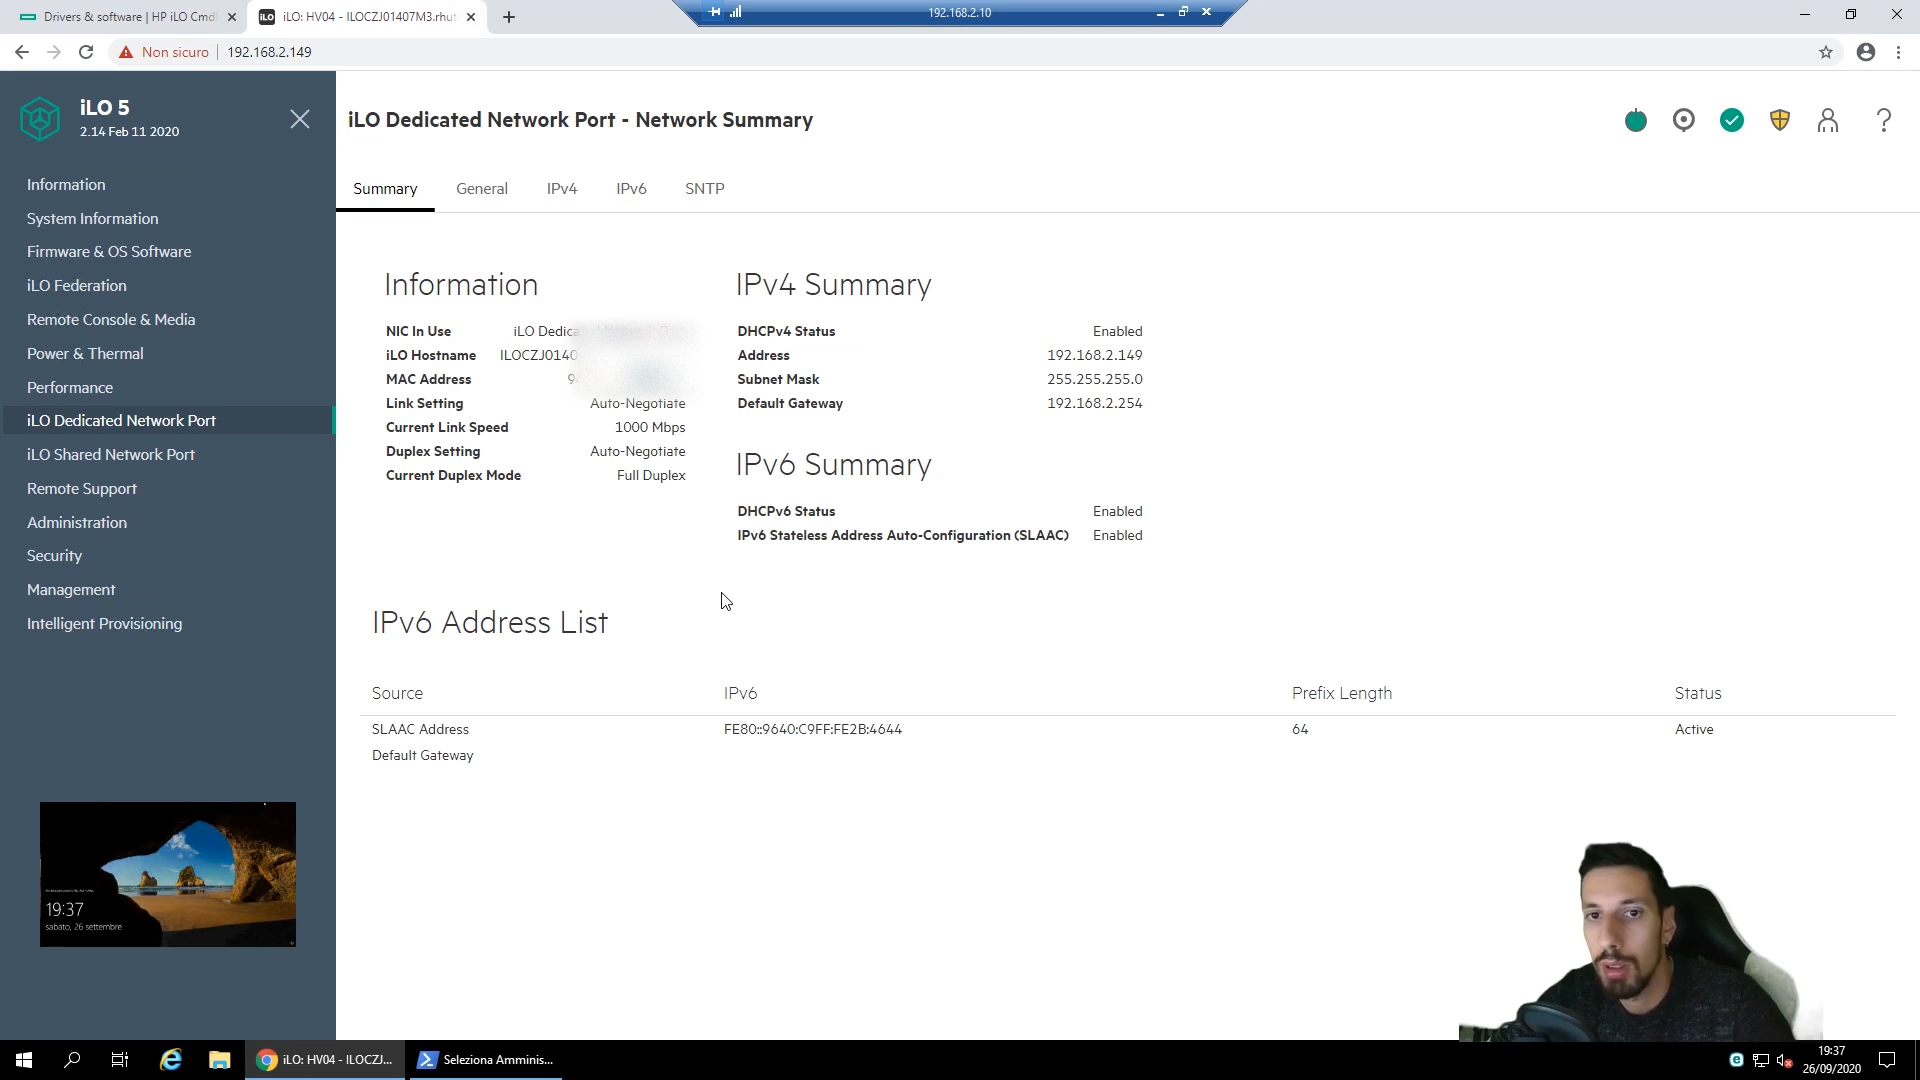 Drivers & software | HP iLO Cmdl
iLO: HV04 - ILOCZJ01407M3.rhut
192.168.2.10
Non sicuro
192.168.2.149
iLO 5
2.14 Feb 11 2020
iLO Dedicated Network Port - Network Summary
Information
System Information
Firmware & OS Software
iLO Federation
Remote Console & Media
Power & Thermal
Performance
iLO Dedicated Network Port
iLO Shared Network Port
Remote Support
Administration
Security
Management
Intelligent Provisioning
19:37
sabato, 26 settembre
Summary General IPv4 IPv6 SNTP
Information
NIC In Use iLO Dedica
iLO Hostname ILOCZJ0140
MAC Address 94
Link Setting Auto-Negotiate
Current Link Speed 1000 Mbps
Duplex Setting Auto-Negotiate
Current Duplex Mode Full Duplex
IPv4 Summary
DHCPv4 Status Enabled
Address 192.168.2.149
Subnet Mask 255.255.255.0
Default Gateway 192.168.2.254
IPv6 Summary
DHCPv6 Status Enabled
IPv6 Stateless Address Auto-Configuration (SLAAC) Enabled
IPv6 Address List
Source IPv6 Prefix Length Status
SLAAC Address FE80::9640:C9FF:FE2B:4644 64 Active
Default Gateway
iLO: HV04 - ILOCZJ...
Seleziona Amminis...
19:37
26/09/2020